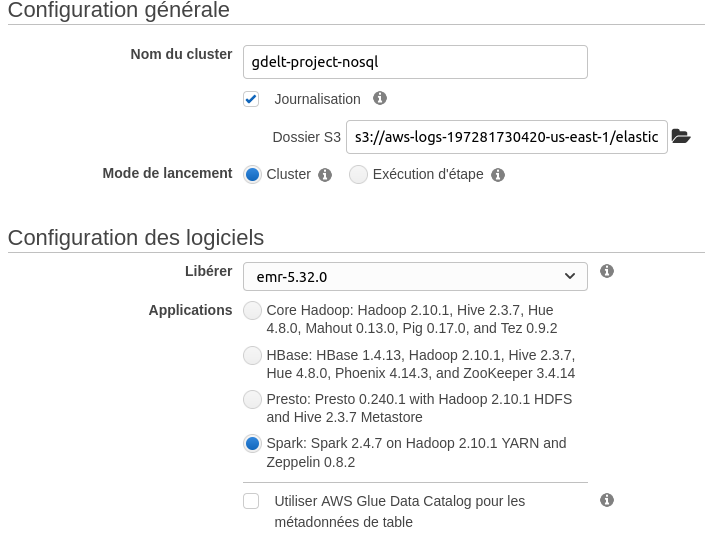 Configuration générale
Nom du cluster gdelt-project-nosql
Journalisation
Dossier S3 s3://aws-logs-197281730420-us-east-1/elastic
Mode de lancement Cluster Exécution d'étape
Configuration des logiciels
Libérer emr-5.32.0
Applications Core Hadoop: Hadoop 2.10.1, Hive 2.3.7, Hue
4.8.0, Mahout 0.13.0, Pig 0.17.0, and Tez 0.9.2
HBase: HBase 1.4.13, Hadoop 2.10.1, Hive 2.3.7,
Hue 4.8.0, Phoenix 4.14.3, and ZooKeeper 3.4.14
Presto: Presto 0.240.1 with Hadoop 2.10.1 HDFS
and Hive 2.3.7 Metastore
Spark: Spark 2.4.7 on Hadoop 2.10.1 YARN and
Zeppelin 0.8.2
Utiliser AWS Glue Data Catalog pour les
métadonnées de table